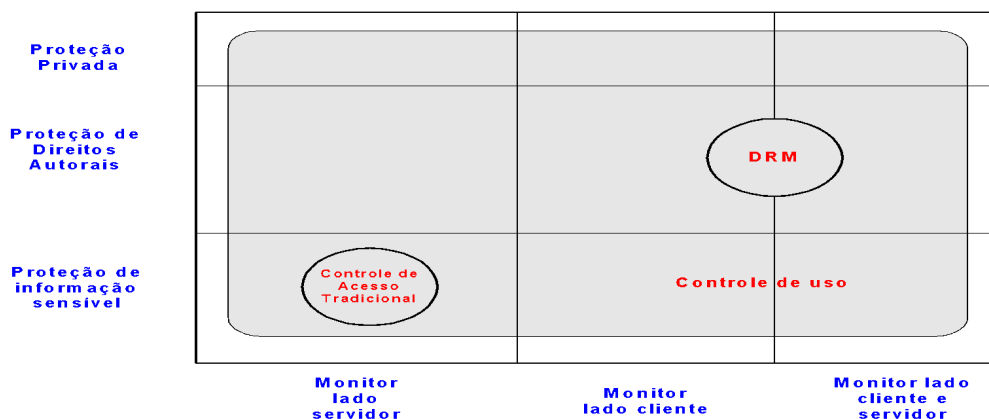 Proteção
Privada
Proteção de
Direitos
Autorais
DRM
Proteção de
informação
sensível
Controle de
Acesso
Tradicional
Controle de uso
Monitor
lado
servidor
Monitor
lado cliente
Monitor lado
cliente e
servidor